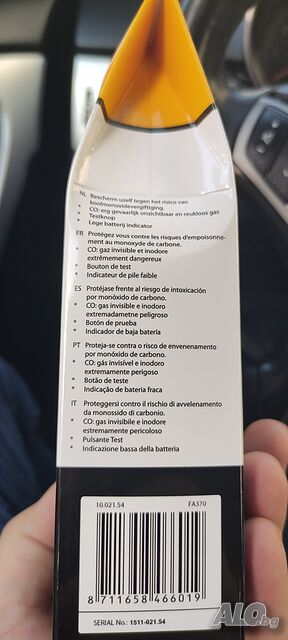 NL Bescherm uzelf tegen het risico van
koolmonoxidevergiftiging.
* CO: erg gevaarlijk onzichtbaar en reukloos gas
* Testknop
* Lege batterij indicator
FR Protégez vous contre les risques d'empoisonne-
ment au monoxyde de carbone.
* CO: gaz invisible et inodore
extrêmement dangereux
* Bouton de test
* Indicateur de pile faible
ES Protéjase frente al riesgo de intoxicación
por monóxido de carbono.
* CO: gas invisible e inodoro
extremadametne peligroso
* Botón de prueba
* Indicador de baja batería
PT Proteja-se contra o risco de envenenamento
por monóxido de carbono.
* CO: gás invisível e inodoro
extremamente perigoso
* Botão de teste
* Indicação de bateria fraca
IT Proteggersi contro il rischio di avvelenamento
da monossido di carbonio.
* CO: gas invisibile e inodore
estremamente pericoloso
* Pulsante Test
* Indicazione bassa della batteria
10.021.54 FA370
8 711658 466019
SERIAL No.: 1511-021.54
ALO.bg